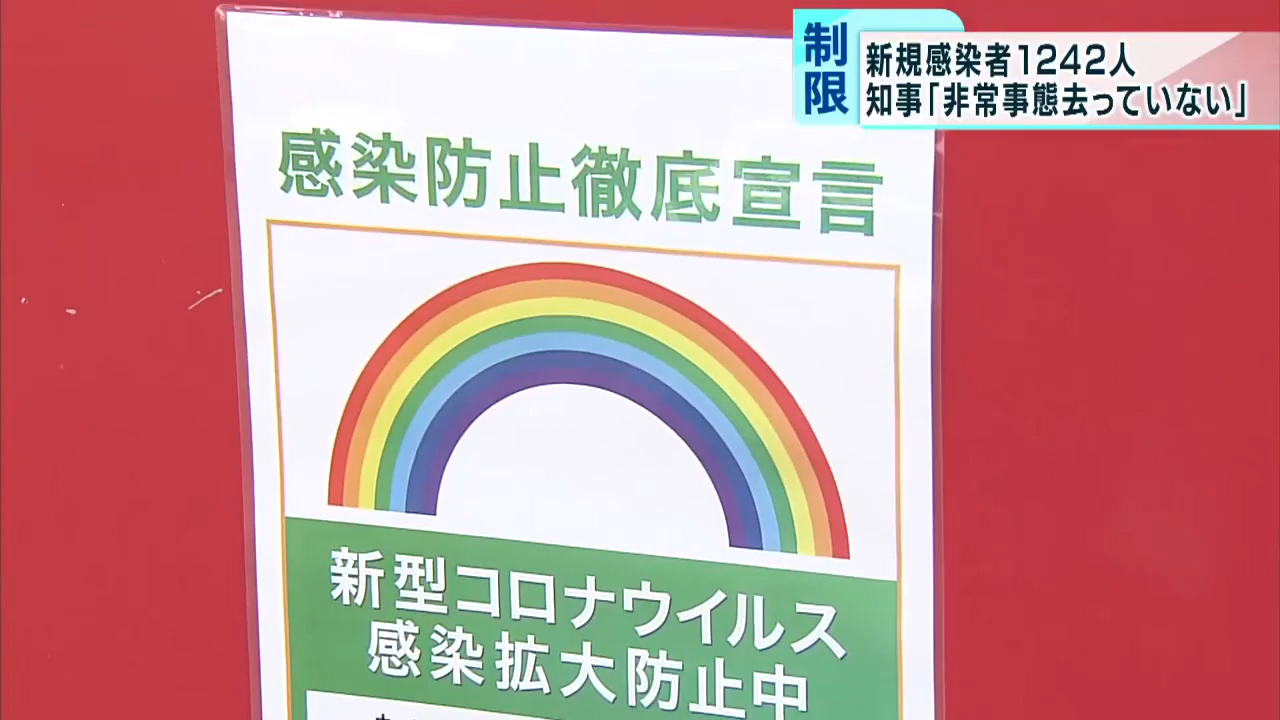 制限
新規感染者1242人
知事「非常事態去っていない」
感染防止徹底宣言
新型コロナウイルス
感染拡大防止中